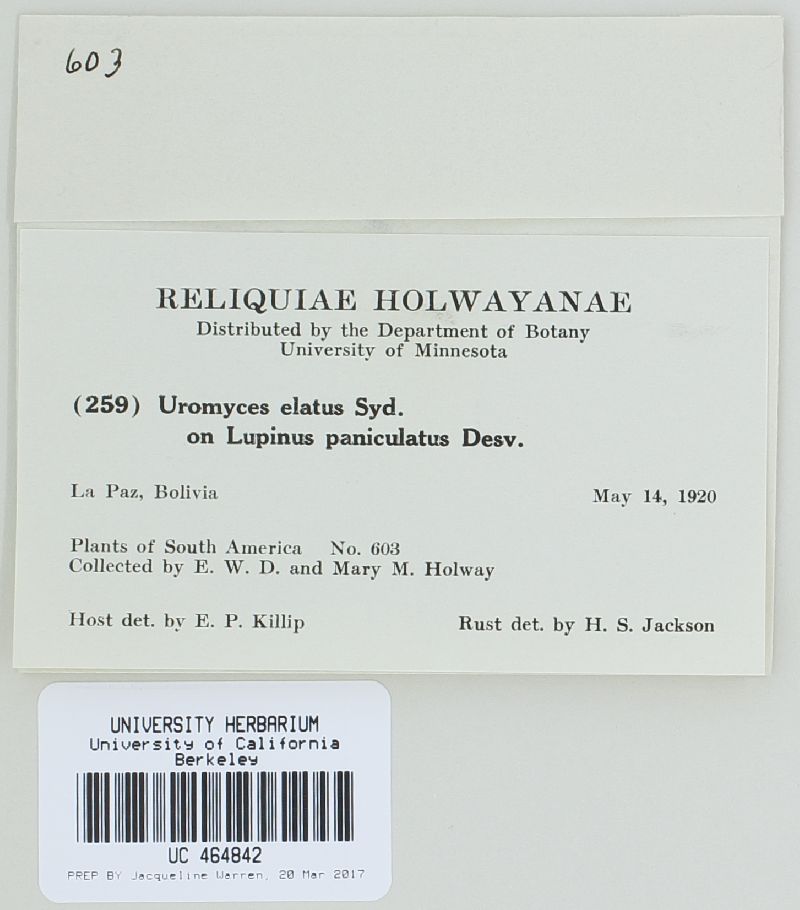 603
RELIQUIAE HOLWAYANAE
Distributed by the Department of Botany
University of Minnesota
(259) Uromyces elatus Syd.
on Lupinus paniculatus Desv.
La Paz, Bolivia May 14, 1920
Plants of South America No. 603
Collected by E. W. D. and Mary M. Holway
Host det. by E. P. Killip Rust det. by H. S. Jackson
UNIVERSITY HERBARIUM
University of California
Berkeley
UC 464842
PREP BY Jacqueline Warren, 20 Mar 2017